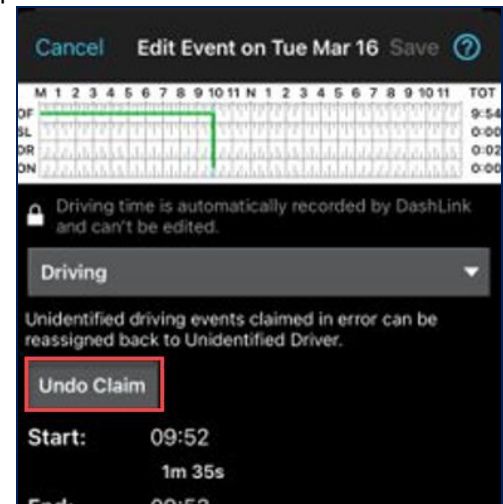 Cancel Edit Event on Tue Mar 16 Save ?
M 1 2 3 4 5 6 7 8 9 10 11 N 1 2 3 4 5 6 7 8 9 10 11 TOT
OF 9:54
SL 0:00
DR 0:02
ON 0:00
Driving time is automatically recorded by DashLink
and can't be edited.
Driving
Unidentified driving events claimed in error can be
reassigned back to Unidentified Driver.
Undo Claim
Start: 09:52
1m 35s